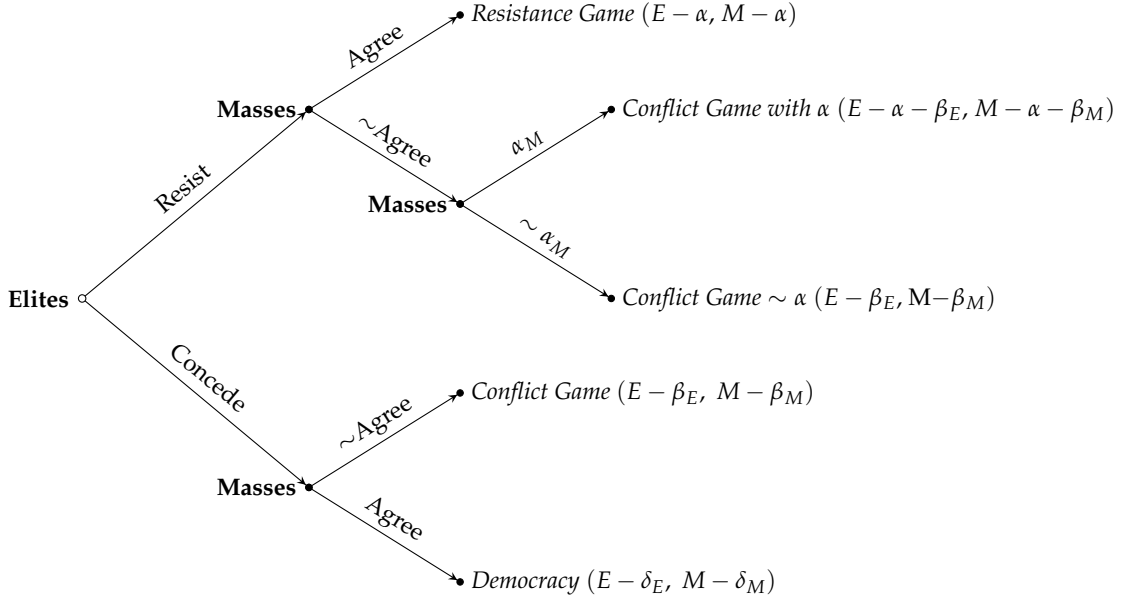 Resistance Game (E − α, M − α)
Agree
Masses
∼Agree
Conflict Game with α (E − α − β_E, M − α − β_M)
α_M
Resist
Masses
∼ α_M
Elites
Conflict Game ∼ α (E − β_E, M−β_M)
Concede
∼Agree
Conflict Game (E − β_E, M − β_M)
Masses
Agree
Democracy (E − δ_E, M − δ_M)